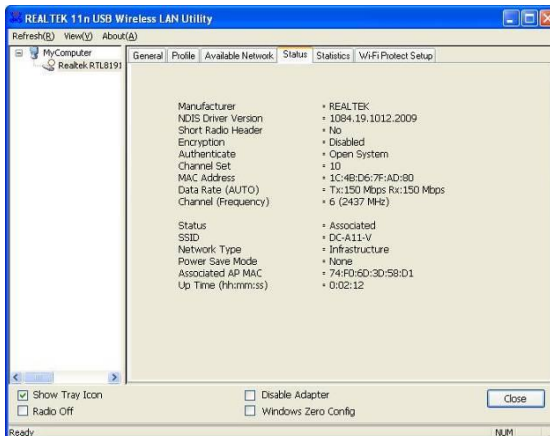 REALTEK 11n USB Wireless LAN Utility
Refresh(R) View(V) About(A)
MyComputer
Realtek RTL8191
General Profile Available Network Status Statistics Wi-Fi Protect Setup
Manufacturer = REALTEK
NDIS Driver Version = 1084.19.1012.2009
Short Radio Header = No
Encryption = Disabled
Authenticate = Open System
Channel Set = 10
MAC Address = 1C:4B:D6:7F:AD:80
Data Rate (AUTO) = Tx:150 Mbps Rx:150 Mbps
Channel (Frequency) = 6 (2437 MHz)
Status = Associated
SSID = DC-A11-V
Network Type = Infrastructure
Power Save Mode = None
Associated AP MAC = 74:F0:6D:3D:58:D1
Up Time (hh:mm:ss) = 0:02:12
Show Tray Icon Disable Adapter
Radio Off Windows Zero Config
Close
Ready NUM